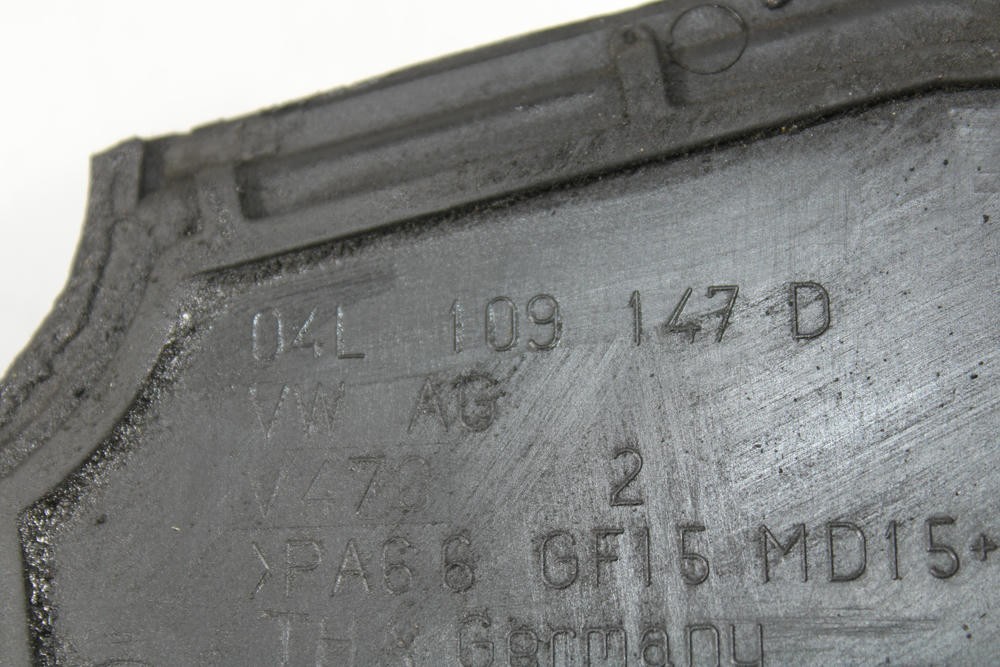 04L 109 147 D
VW AG
2
>PA66 GF15 MD15+
Germany